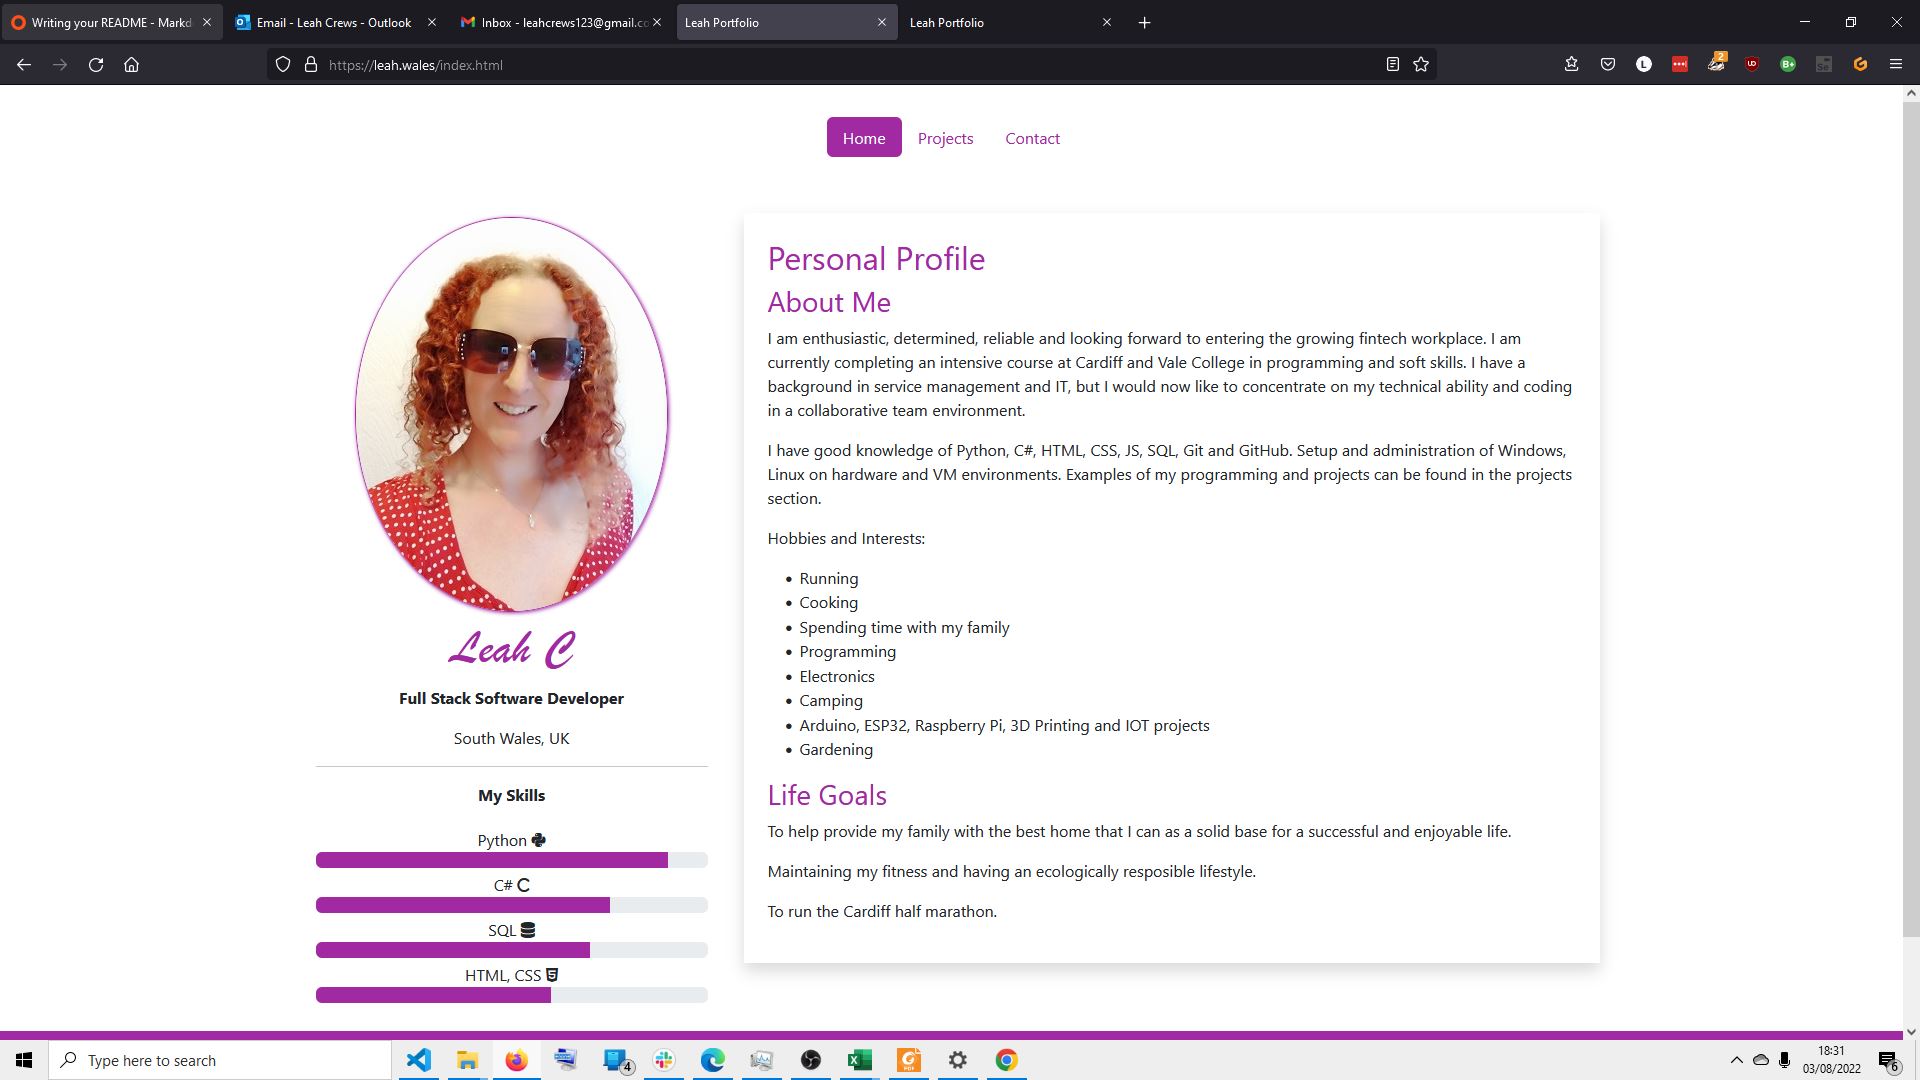 Writing your README - Markd
Email - Leah Crews - Outlook
Inbox - leahcrews123@gmail.co
Leah Portfolio
Leah Portfolio
https://leah.wales/index.html
L
2
UD
B+
Se
Home
Projects
Contact
Leah C
Full Stack Software Developer
South Wales, UK
My Skills
Python
C#
SQL
HTML, CSS
Personal Profile
About Me
I am enthusiastic, determined, reliable and looking forward to entering the growing fintech workplace. I am
currently completing an intensive course at Cardiff and Vale College in programming and soft skills. I have a
background in service management and IT, but I would now like to concentrate on my technical ability and coding
in a collaborative team environment.
I have good knowledge of Python, C#, HTML, CSS, JS, SQL, Git and GitHub. Setup and administration of Windows,
Linux on hardware and VM environments. Examples of my programming and projects can be found in the projects
section.
Hobbies and Interests:
Running
Cooking
Spending time with my family
Programming
Electronics
Camping
Arduino, ESP32, Raspberry Pi, 3D Printing and IOT projects
Gardening
Life Goals
To help provide my family with the best home that I can as a solid base for a successful and enjoyable life.
Maintaining my fitness and having an ecologically resposible lifestyle.
To run the Cardiff half marathon.
Type here to search
4
PDF
18:31
03/08/2022
6